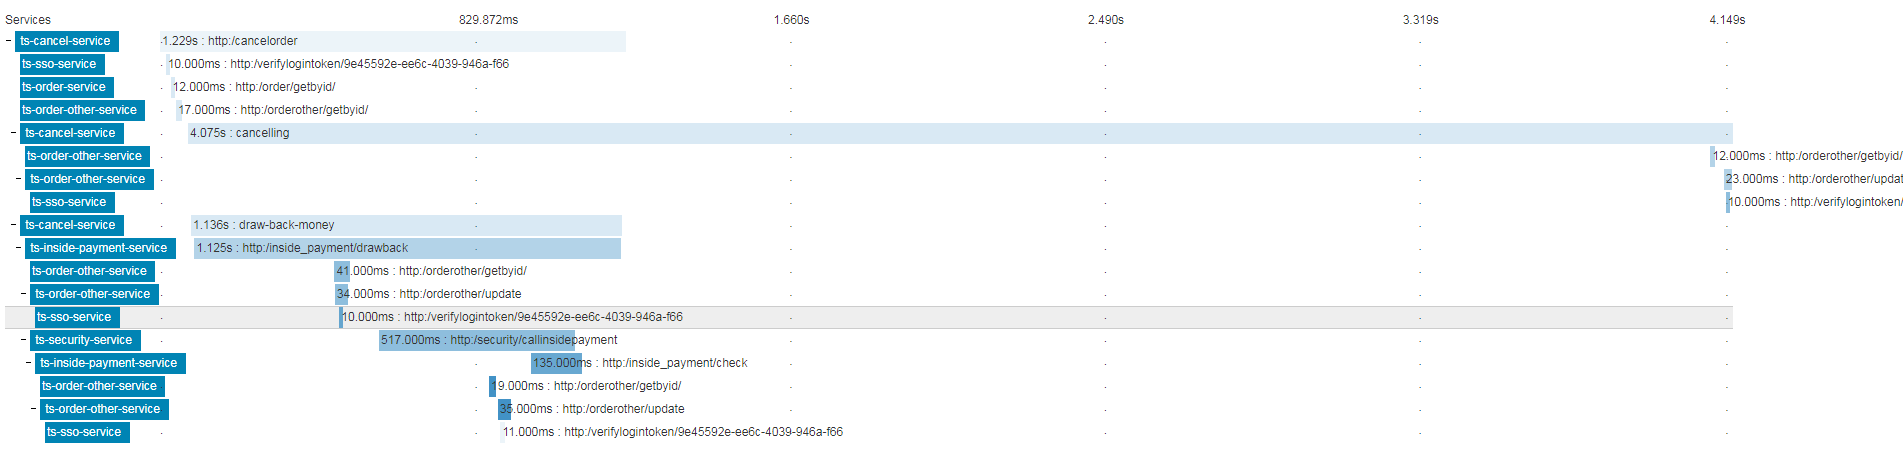 Services 829.872ms 1.660s 2.490s 3.319s 4.149s
ts-cancel-service 1.229s : http:/cancelorder
ts-sso-service 10.000ms : http:/verifylogintoken/9e45592e-ee6c-4039-946a-f66
ts-order-service 12.000ms : http:/order/getbyid/
ts-order-other-service 17.000ms : http:/orderother/getbyid/
ts-cancel-service 4.075s : cancelling
ts-order-other-service 12.000ms : http:/orderother/getbyid/
ts-order-other-service 23.000ms : http:/orderother/updat
ts-sso-service 10.000ms : http:/verifylogintoken/
ts-cancel-service 1.136s : draw-back-money
ts-inside-payment-service 1.125s : http:/inside_payment/drawback
ts-order-other-service 41.000ms : http:/orderother/getbyid/
ts-order-other-service 34.000ms : http:/orderother/update
ts-sso-service 10.000ms : http:/verifylogintoken/9e45592e-ee6c-4039-946a-f66
ts-security-service 517.000ms : http:/security/callinsidepayment
ts-inside-payment-service 135.000ms : http:/inside_payment/check
ts-order-other-service 19.000ms : http:/orderother/getbyid/
ts-order-other-service 35.000ms : http:/orderother/update
ts-sso-service 11.000ms : http:/verifylogintoken/9e45592e-ee6c-4039-946a-f66